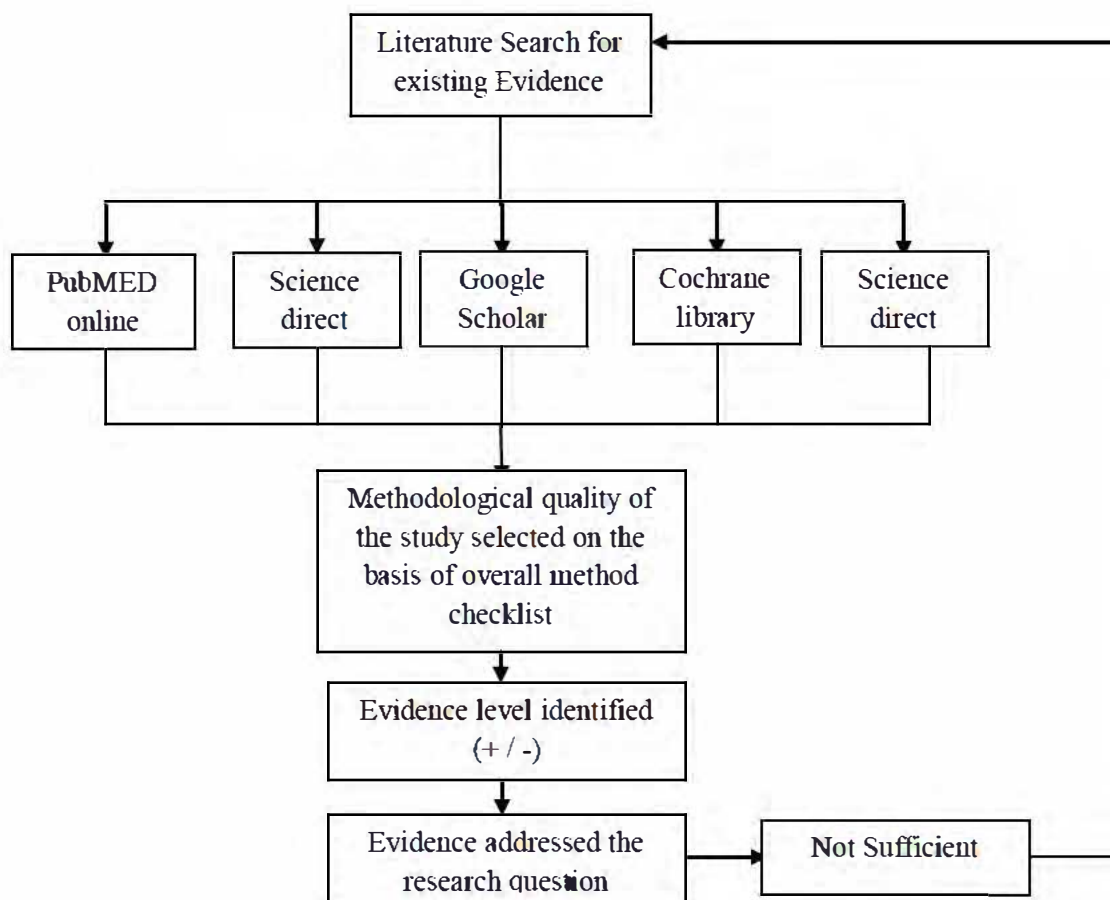 Literature Search for
existing Evidence
PubMED
online
Science
direct
Google
Scholar
Cochrane
library
Science
direct
Methodological quality of
the study selected on the
basis of overall method
checklist
Evidence level identified
(+ / -)
Evidence addressed the
research question
Not Sufficient